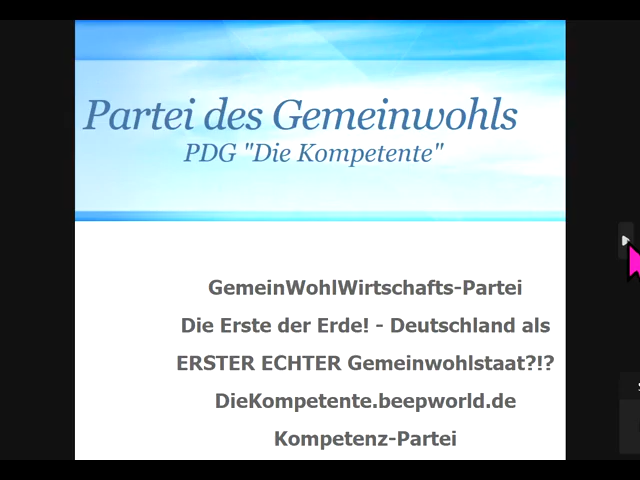 Partei des Gemeinwohls
PDG "Die Kompetente"
GemeinWohlWirtschafts-Partei
Die Erste der Erde! - Deutschland als
ERSTER ECHTER Gemeinwohlstaat?!?
DieKompetente.beepworld.de
Kompetenz-Partei